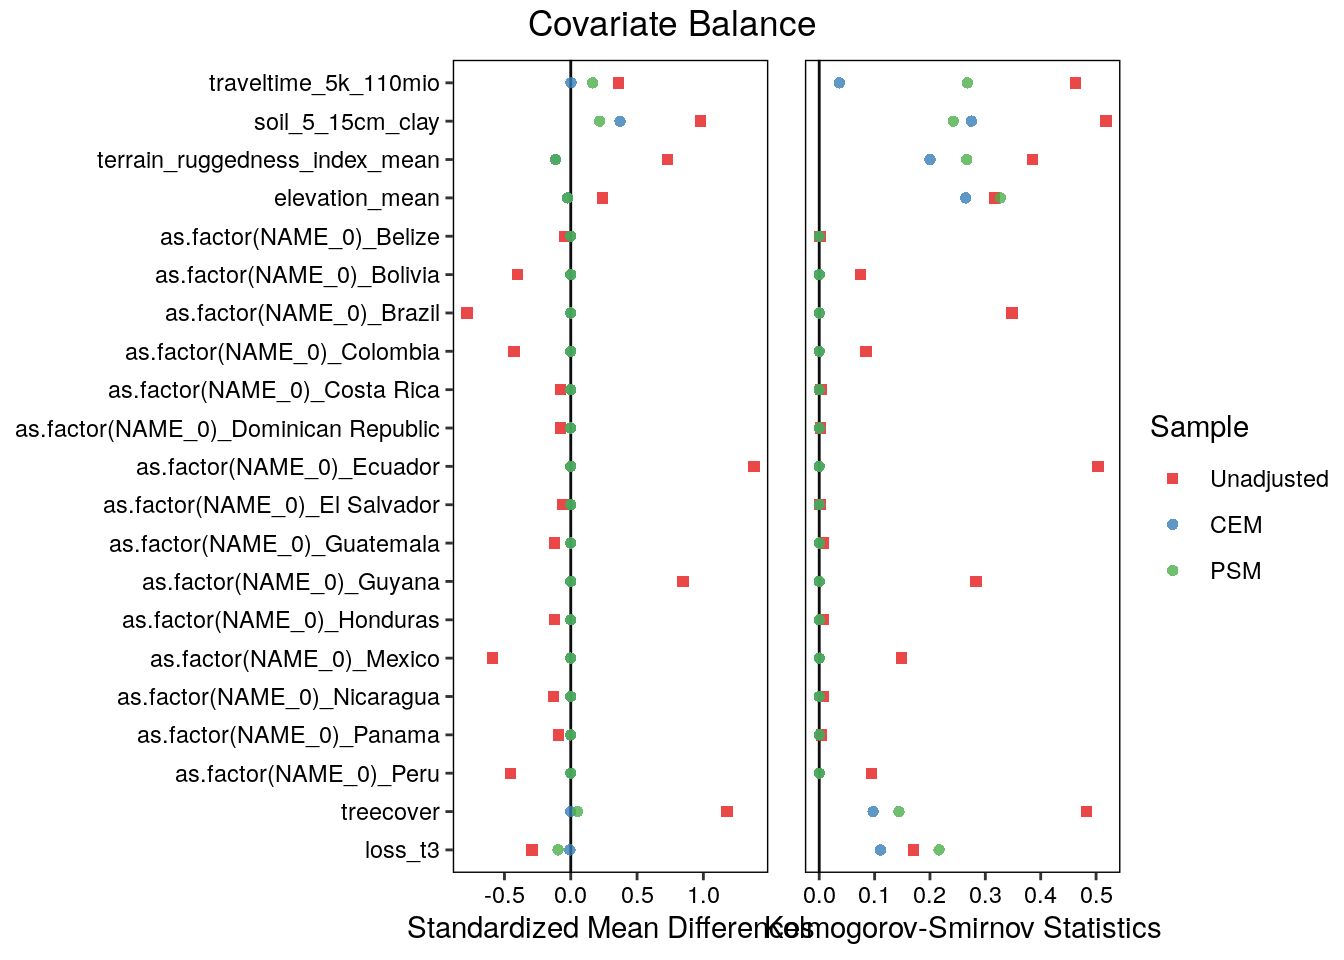 Covariate Balance
traveltime_5k_110mio
soil_5_15cm_clay
terrain_ruggedness_index_mean
elevation_mean
as.factor(NAME_0)_Belize
as.factor(NAME_0)_Bolivia
as.factor(NAME_0)_Brazil
as.factor(NAME_0)_Colombia
as.factor(NAME_0)_Costa Rica
as.factor(NAME_0)_Dominican Republic
as.factor(NAME_0)_Ecuador
as.factor(NAME_0)_El Salvador
as.factor(NAME_0)_Guatemala
as.factor(NAME_0)_Guyana
as.factor(NAME_0)_Honduras
as.factor(NAME_0)_Mexico
as.factor(NAME_0)_Nicaragua
as.factor(NAME_0)_Panama
as.factor(NAME_0)_Peru
treecover
loss_t3
-0.5 0.0 0.5 1.0
Standardized Mean Differences
0.0 0.1 0.2 0.3 0.4 0.5
Kolmogorov-Smirnov Statistics
Sample
Unadjusted
CEM
PSM